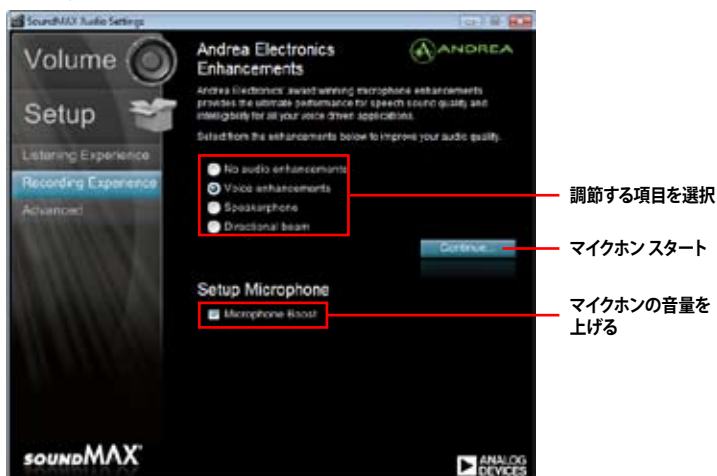 SoundMAX Audio Settings
Volume
Setup
Listening Experience
Recording Experience
Advanced
Andrea Electronics
Enhancements
ANDREA
Andrea Electronics' award winning microphone enhancements
provides the ultimate performance for speech sound quality and
intelligibility for all your voice driven applications.
Select from the enhancements below to improve your audio quality.
No audio enhancements
Voice enhancements
Speakerphone
Directional beam
Continue...
Setup Microphone
Microphone Boost
調節する項目を選択
マイクホン スタート
マイクホンの音量を
上げる
SOUNDMAX
ANALOG
DEVICES